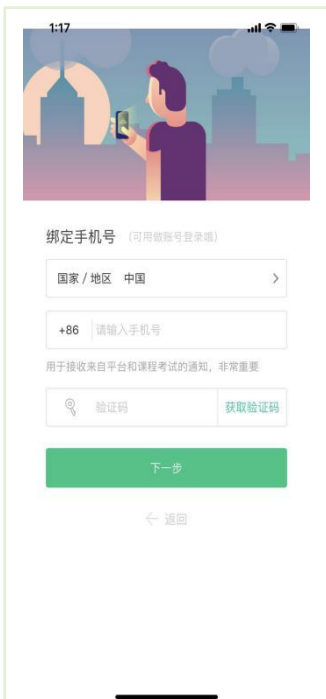 1:17
绑定手机号 (可用做账号登录哦)
国家 / 地区 中国
+86 请输入手机号
用于接收来自平台和课程考试的通知，非常重要
验证码 获取验证码
下一步
← 返回